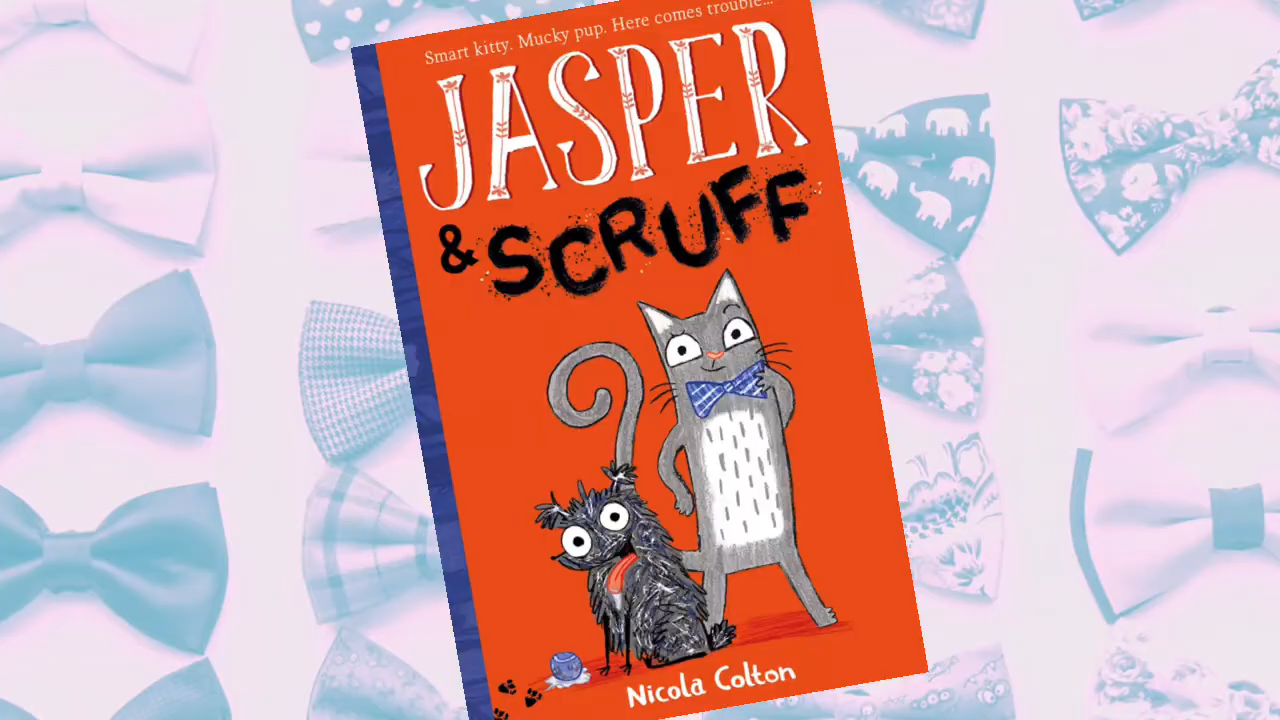 Smart kitty. Mucky pup. Here comes trouble...
JASPER
& SCRUFF
Nicola Colton